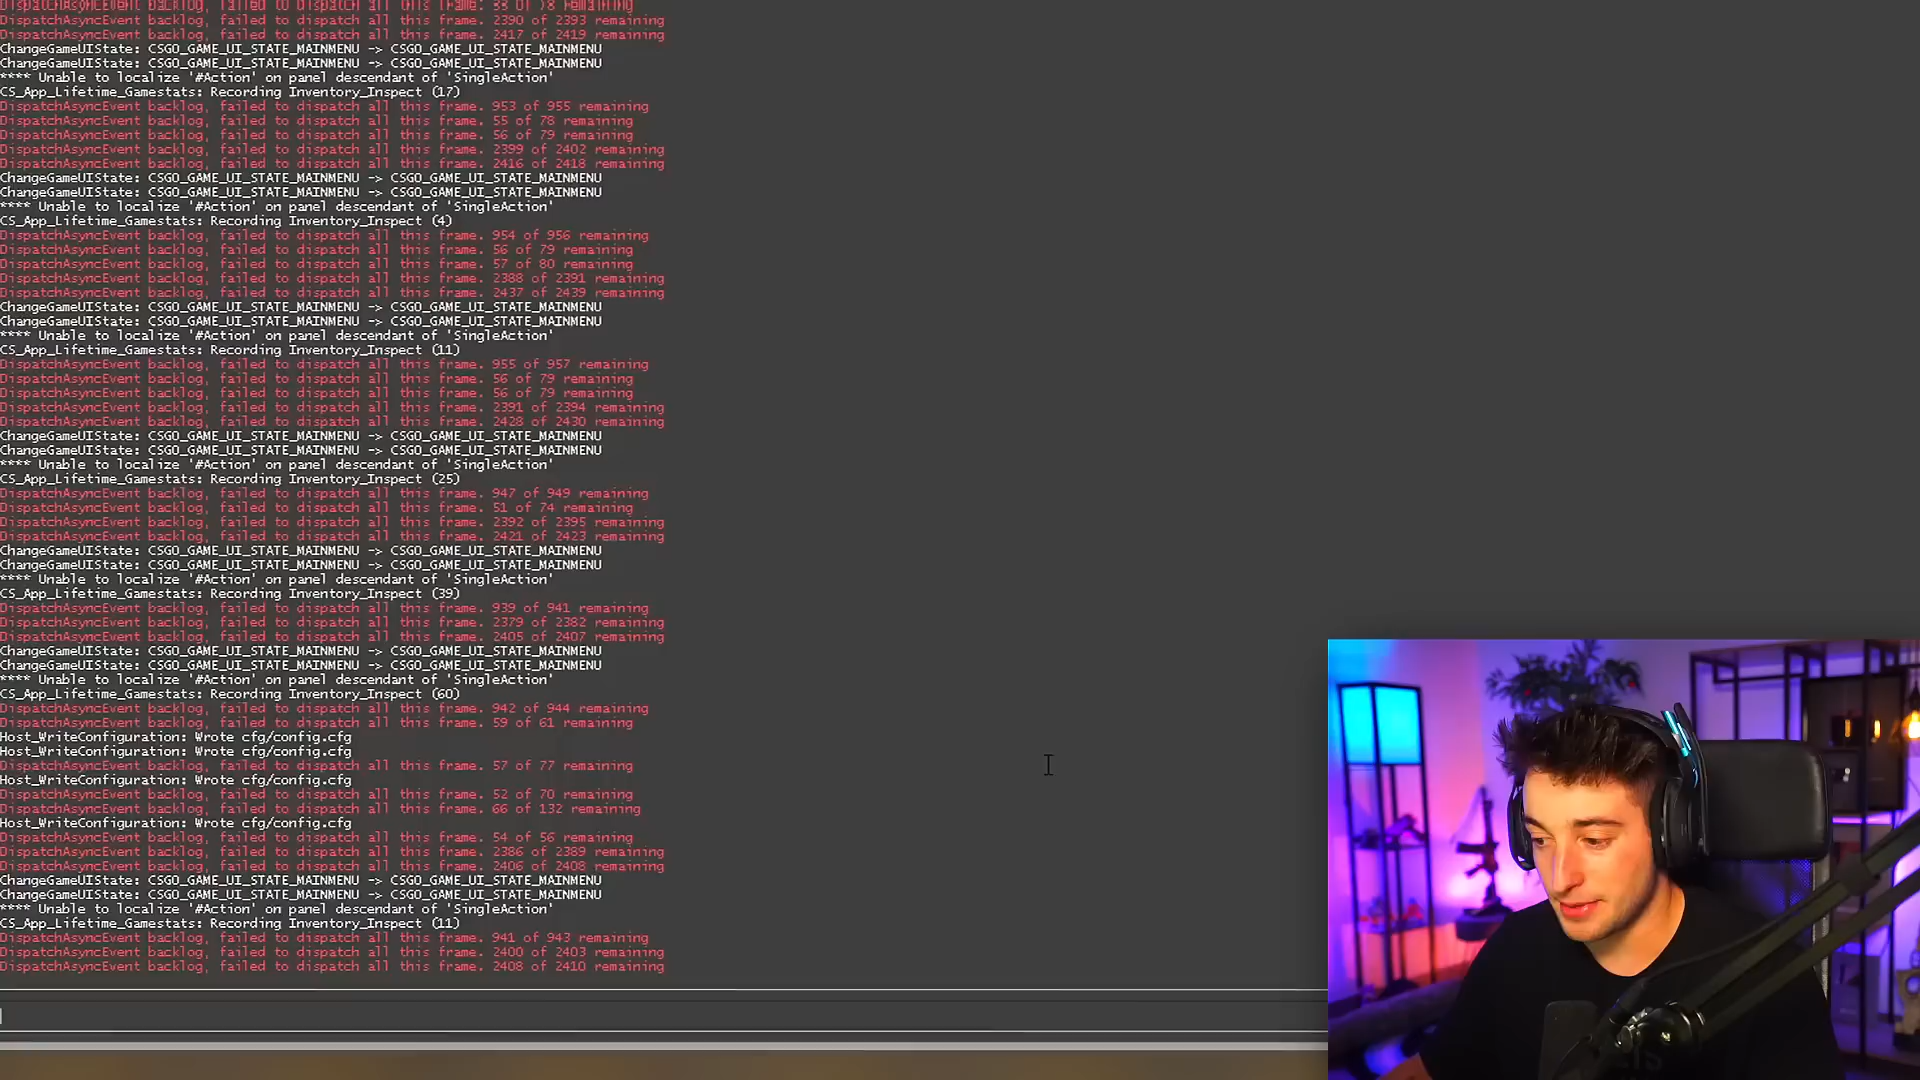 DispatchAsyncEvent backlog, failed to dispatch all this frame.
DispatchAsyncEvent backlog, failed to dispatch all this frame. 2390 of 2393 remaining
DispatchAsyncEvent backlog, failed to dispatch all this frame. 2417 of 2419 remaining
ChangeGameUIState: CSGO_GAME_UI_STATE_MAINMENU -> CSGO_GAME_UI_STATE_MAINMENU
ChangeGameUIState: CSGO_GAME_UI_STATE_MAINMENU -> CSGO_GAME_UI_STATE_MAINMENU
**** Unable to localize '#Action' on panel descendant of 'SingleAction'
CS_App_Lifetime_Gamestats: Recording Inventory_Inspect (17)
DispatchAsyncEvent backlog, failed to dispatch all this frame. 953 of 955 remaining
DispatchAsyncEvent backlog, failed to dispatch all this frame. 55 of 78 remaining
DispatchAsyncEvent backlog, failed to dispatch all this frame. 56 of 79 remaining
DispatchAsyncEvent backlog, failed to dispatch all this frame. 2399 of 2402 remaining
DispatchAsyncEvent backlog, failed to dispatch all this frame. 2416 of 2418 remaining
ChangeGameUIState: CSGO_GAME_UI_STATE_MAINMENU -> CSGO_GAME_UI_STATE_MAINMENU
ChangeGameUIState: CSGO_GAME_UI_STATE_MAINMENU -> CSGO_GAME_UI_STATE_MAINMENU
**** Unable to localize '#Action' on panel descendant of 'SingleAction'
CS_App_Lifetime_Gamestats: Recording Inventory_Inspect (4)
DispatchAsyncEvent backlog, failed to dispatch all this frame. 954 of 956 remaining
DispatchAsyncEvent backlog, failed to dispatch all this frame. 56 of 79 remaining
DispatchAsyncEvent backlog, failed to dispatch all this frame. 57 of 80 remaining
DispatchAsyncEvent backlog, failed to dispatch all this frame. 2388 of 2391 remaining
DispatchAsyncEvent backlog, failed to dispatch all this frame. 2437 of 2439 remaining
ChangeGameUIState: CSGO_GAME_UI_STATE_MAINMENU -> CSGO_GAME_UI_STATE_MAINMENU
ChangeGameUIState: CSGO_GAME_UI_STATE_MAINMENU -> CSGO_GAME_UI_STATE_MAINMENU
**** Unable to localize '#Action' on panel descendant of 'SingleAction'
CS_App_Lifetime_Gamestats: Recording Inventory_Inspect (11)
DispatchAsyncEvent backlog, failed to dispatch all this frame. 955 of 957 remaining
DispatchAsyncEvent backlog, failed to dispatch all this frame. 56 of 79 remaining
DispatchAsyncEvent backlog, failed to dispatch all this frame. 56 of 79 remaining
DispatchAsyncEvent backlog, failed to dispatch all this frame. 2391 of 2394 remaining
DispatchAsyncEvent backlog, failed to dispatch all this frame. 2428 of 2430 remaining
ChangeGameUIState: CSGO_GAME_UI_STATE_MAINMENU -> CSGO_GAME_UI_STATE_MAINMENU
ChangeGameUIState: CSGO_GAME_UI_STATE_MAINMENU -> CSGO_GAME_UI_STATE_MAINMENU
**** Unable to localize '#Action' on panel descendant of 'SingleAction'
CS_App_Lifetime_Gamestats: Recording Inventory_Inspect (25)
DispatchAsyncEvent backlog, failed to dispatch all this frame. 947 of 949 remaining
DispatchAsyncEvent backlog, failed to dispatch all this frame. 51 of 74 remaining
DispatchAsyncEvent backlog, failed to dispatch all this frame. 2392 of 2395 remaining
DispatchAsyncEvent backlog, failed to dispatch all this frame. 2421 of 2423 remaining
ChangeGameUIState: CSGO_GAME_UI_STATE_MAINMENU -> CSGO_GAME_UI_STATE_MAINMENU
ChangeGameUIState: CSGO_GAME_UI_STATE_MAINMENU -> CSGO_GAME_UI_STATE_MAINMENU
**** Unable to localize '#Action' on panel descendant of 'SingleAction'
CS_App_Lifetime_Gamestats: Recording Inventory_Inspect (39)
DispatchAsyncEvent backlog, failed to dispatch all this frame. 939 of 941 remaining
DispatchAsyncEvent backlog, failed to dispatch all this frame. 2379 of 2382 remaining
DispatchAsyncEvent backlog, failed to dispatch all this frame. 2405 of 2407 remaining
ChangeGameUIState: CSGO_GAME_UI_STATE_MAINMENU -> CSGO_GAME_UI_STATE_MAINMENU
ChangeGameUIState: CSGO_GAME_UI_STATE_MAINMENU -> CSGO_GAME_UI_STATE_MAINMENU
**** Unable to localize '#Action' on panel descendant of 'SingleAction'
CS_App_Lifetime_Gamestats: Recording Inventory_Inspect (60)
DispatchAsyncEvent backlog, failed to dispatch all this frame. 942 of 944 remaining
DispatchAsyncEvent backlog, failed to dispatch all this frame. 59 of 61 remaining
Host_WriteConfiguration: Wrote cfg/config.cfg
Host_WriteConfiguration: Wrote cfg/config.cfg
DispatchAsyncEvent backlog, failed to dispatch all this frame. 57 of 77 remaining
Host_WriteConfiguration: Wrote cfg/config.cfg
DispatchAsyncEvent backlog, failed to dispatch all this frame. 52 of 70 remaining
DispatchAsyncEvent backlog, failed to dispatch all this frame. 66 of 132 remaining
Host_WriteConfiguration: Wrote cfg/config.cfg
DispatchAsyncEvent backlog, failed to dispatch all this frame. 54 of 56 remaining
DispatchAsyncEvent backlog, failed to dispatch all this frame. 2386 of 2389 remaining
DispatchAsyncEvent backlog, failed to dispatch all this frame. 2406 of 2408 remaining
ChangeGameUIState: CSGO_GAME_UI_STATE_MAINMENU -> CSGO_GAME_UI_STATE_MAINMENU
ChangeGameUIState: CSGO_GAME_UI_STATE_MAINMENU -> CSGO_GAME_UI_STATE_MAINMENU
**** Unable to localize '#Action' on panel descendant of 'SingleAction'
CS_App_Lifetime_Gamestats: Recording Inventory_Inspect (11)
DispatchAsyncEvent backlog, failed to dispatch all this frame. 941 of 943 remaining
DispatchAsyncEvent backlog, failed to dispatch all this frame. 2400 of 2403 remaining
DispatchAsyncEvent backlog, failed to dispatch all this frame. 2408 of 2410 remaining